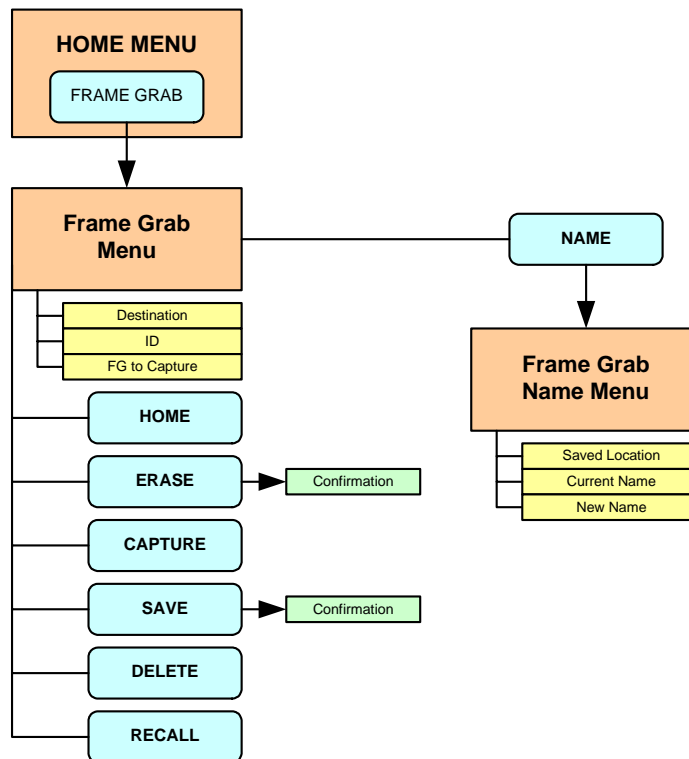 HOME MENU
FRAME GRAB
Frame Grab
Menu
NAME
Destination
ID
FG to Capture
Frame Grab
Name Menu
Saved Location
Current Name
New Name
HOME
ERASE
Confirmation
CAPTURE
SAVE
Confirmation
DELETE
RECALL